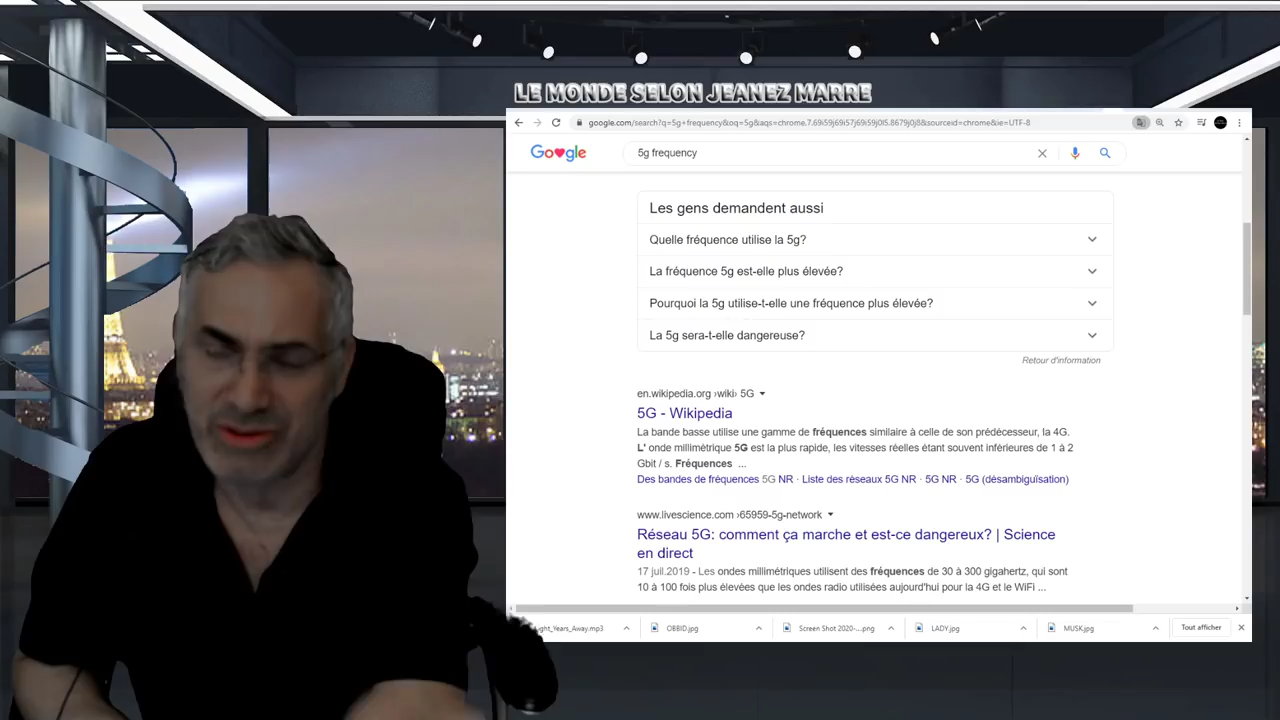 LE MONDE SELON JEANEZ MARRE
google.com/search?q=5g+frequency&oq=5g&aqs=chrome,7.69i59j69i57j69i59j0l5.8679j0j8&sourceid=chrome&ie=UTF-8
Google
5g frequency
Les gens demandent aussi
Quelle fréquence utilise la 5g?
La fréquence 5g est-elle plus élevée?
Pourquoi la 5g utilise-t-elle une fréquence plus élevée?
La 5g sera-t-elle dangereuse?
Retour d'information
en.wikipedia.org ›wiki› 5G
5G - Wikipedia
La bande basse utilise une gamme de fréquences similaire à celle de son prédécesseur, la 4G.
L' onde millimétrique 5G est la plus rapide, les vitesses réelles étant souvent inférieures de 1 à 2
Gbit / s. Fréquences ...
Des bandes de fréquences 5G NR · Liste des réseaux 5G NR · 5G NR · 5G (désambiguïsation)
www.livescience.com ›65959-5g-network
Réseau 5G: comment ça marche et est-ce dangereux? | Science
en direct
17 juil.2019 - Les ondes millimétriques utilisent des fréquences de 30 à 300 gigahertz, qui sont
10 à 100 fois plus élevées que les ondes radio utilisées aujourd'hui pour la 4G et le WiFi ...
ght_Years_Away.mp3
OBBID.jpg
Screen Shot 2020-...png
LADY.jpg
MUSK.jpg
Tout afficher